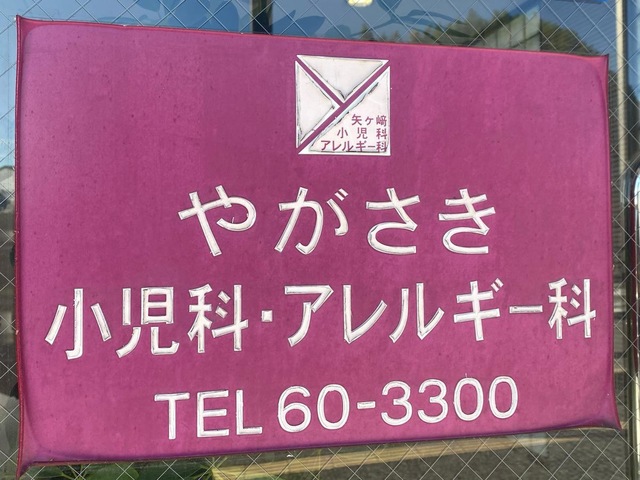 矢ヶ崎
小児科
アレルギー科
やがさき
小児科・アレルギー科
TEL 60-3300